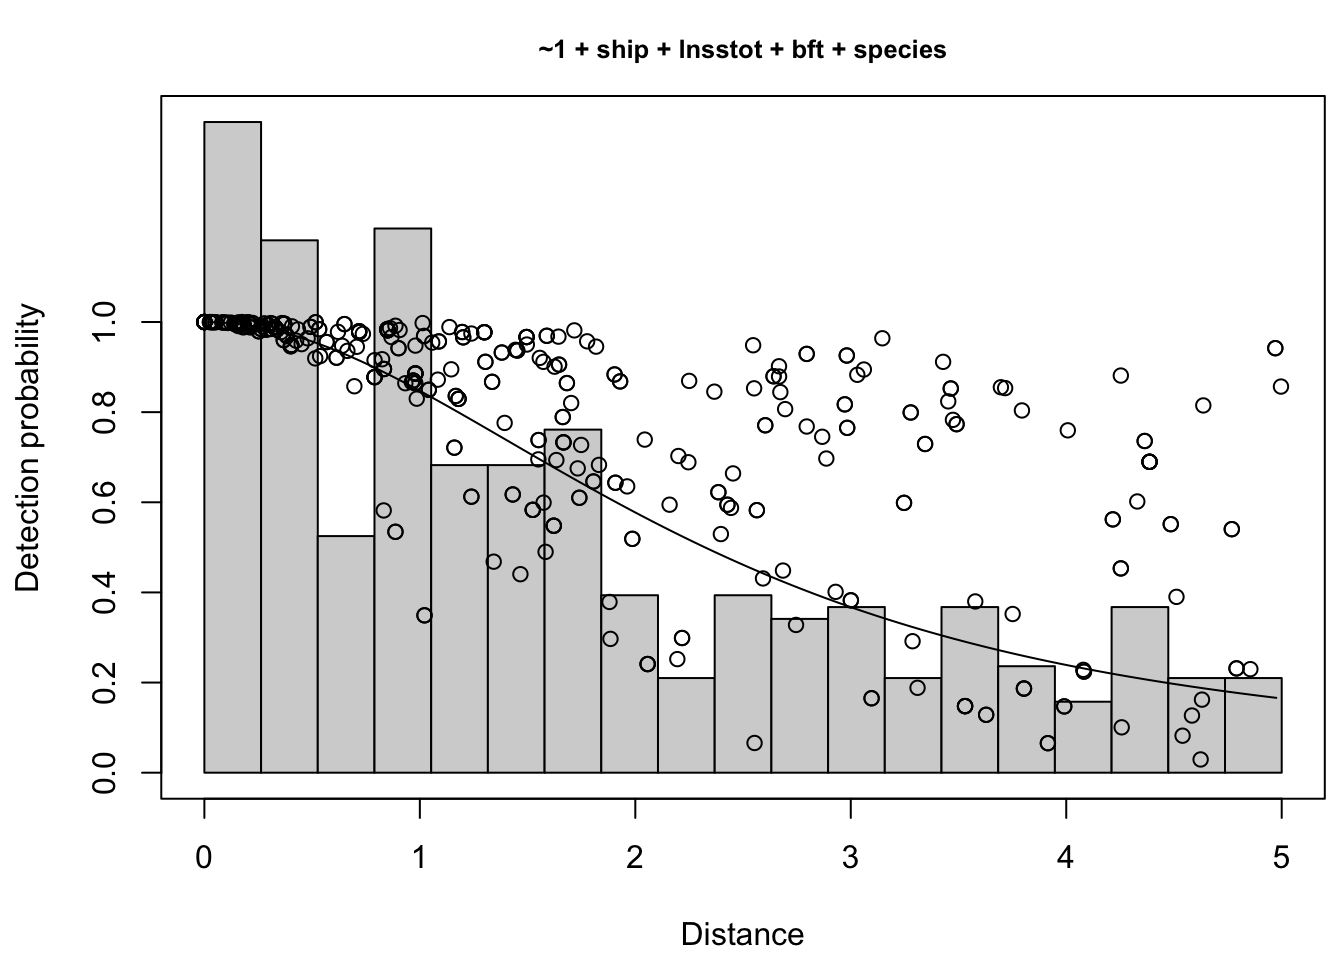 ~1 + ship + lnsstot + bft + species
Detection probability
1.0
0.8
0.6
0.4
0.2
0.0
0 1 2 3 4 5
Distance